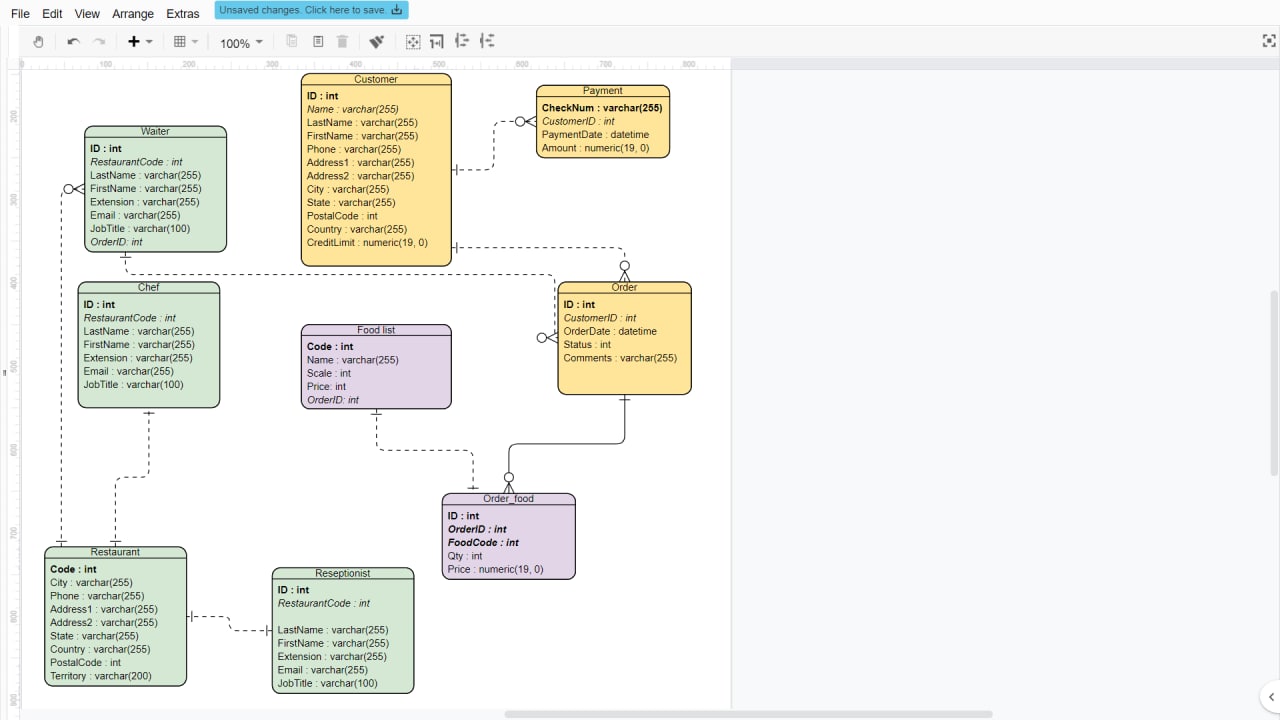 File Edit View Arrange Extras
Unsaved changes. Click here to save.
100%
0 100 200 300 400 500 600 700 800
200
300
400
500
600
700
800
900
Customer
ID : int
Name : varchar(255)
LastName : varchar(255)
FirstName : varchar(255)
Phone : varchar(255)
Address1 : varchar(255)
Address2 : varchar(255)
City : varchar(255)
State : varchar(255)
PostalCode : int
Country : varchar(255)
CreditLimit : numeric(19, 0)
Payment
CheckNum : varchar(255)
CustomerID : int
PaymentDate : datetime
Amount : numeric(19, 0)
Waiter
ID : int
RestaurantCode : int
LastName : varchar(255)
FirstName : varchar(255)
Extension : varchar(255)
Email : varchar(255)
JobTitle : varchar(100)
OrderID: int
Chef
ID : int
RestaurantCode : int
LastName : varchar(255)
FirstName : varchar(255)
Extension : varchar(255)
Email : varchar(255)
JobTitle : varchar(100)
Food list
Code : int
Name : varchar(255)
Scale : int
Price: int
OrderID: int
Order
ID : int
CustomerID : int
OrderDate : datetime
Status : int
Comments : varchar(255)
Order_food
ID : int
OrderID : int
FoodCode : int
Qty : int
Price : numeric(19, 0)
Restaurant
Code : int
City : varchar(255)
Phone : varchar(255)
Address1 : varchar(255)
Address2 : varchar(255)
State : varchar(255)
Country : varchar(255)
PostalCode : int
Territory : varchar(200)
Reseptionist
ID : int
RestaurantCode : int
LastName : varchar(255)
FirstName : varchar(255)
Extension : varchar(255)
Email : varchar(255)
JobTitle : varchar(100)